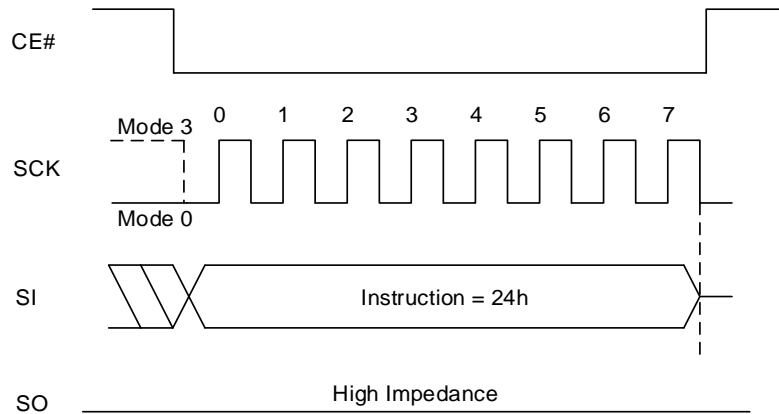 CE#
0 1 2 3 4 5 6 7
Mode 3
SCK
Mode 0
SI
Instruction = 24h
High Impedance
SO